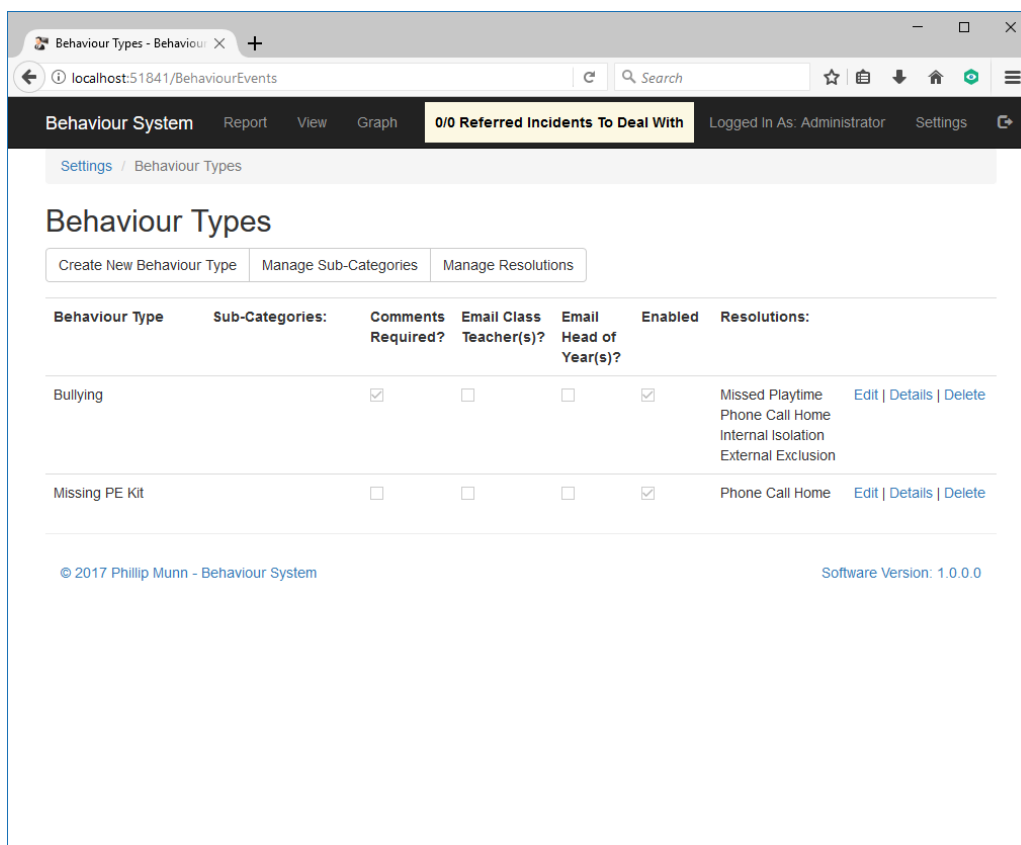 Behaviour Types - Behaviour
localhost:51841/BehaviourEvents
Search
Behaviour System Report View Graph 0/0 Referred Incidents To Deal With Logged In As: Administrator Settings
Settings / Behaviour Types
Behaviour Types
Create New Behaviour Type Manage Sub-Categories Manage Resolutions
Behaviour Type Sub-Categories: Comments Required? Email Class Teacher(s)? Email Head of Year(s)? Enabled Resolutions:
Bullying Missed Playtime Edit | Details | Delete
Phone Call Home
Internal Isolation
External Exclusion
Missing PE Kit Phone Call Home Edit | Details | Delete
© 2017 Phillip Munn - Behaviour System Software Version: 1.0.0.0